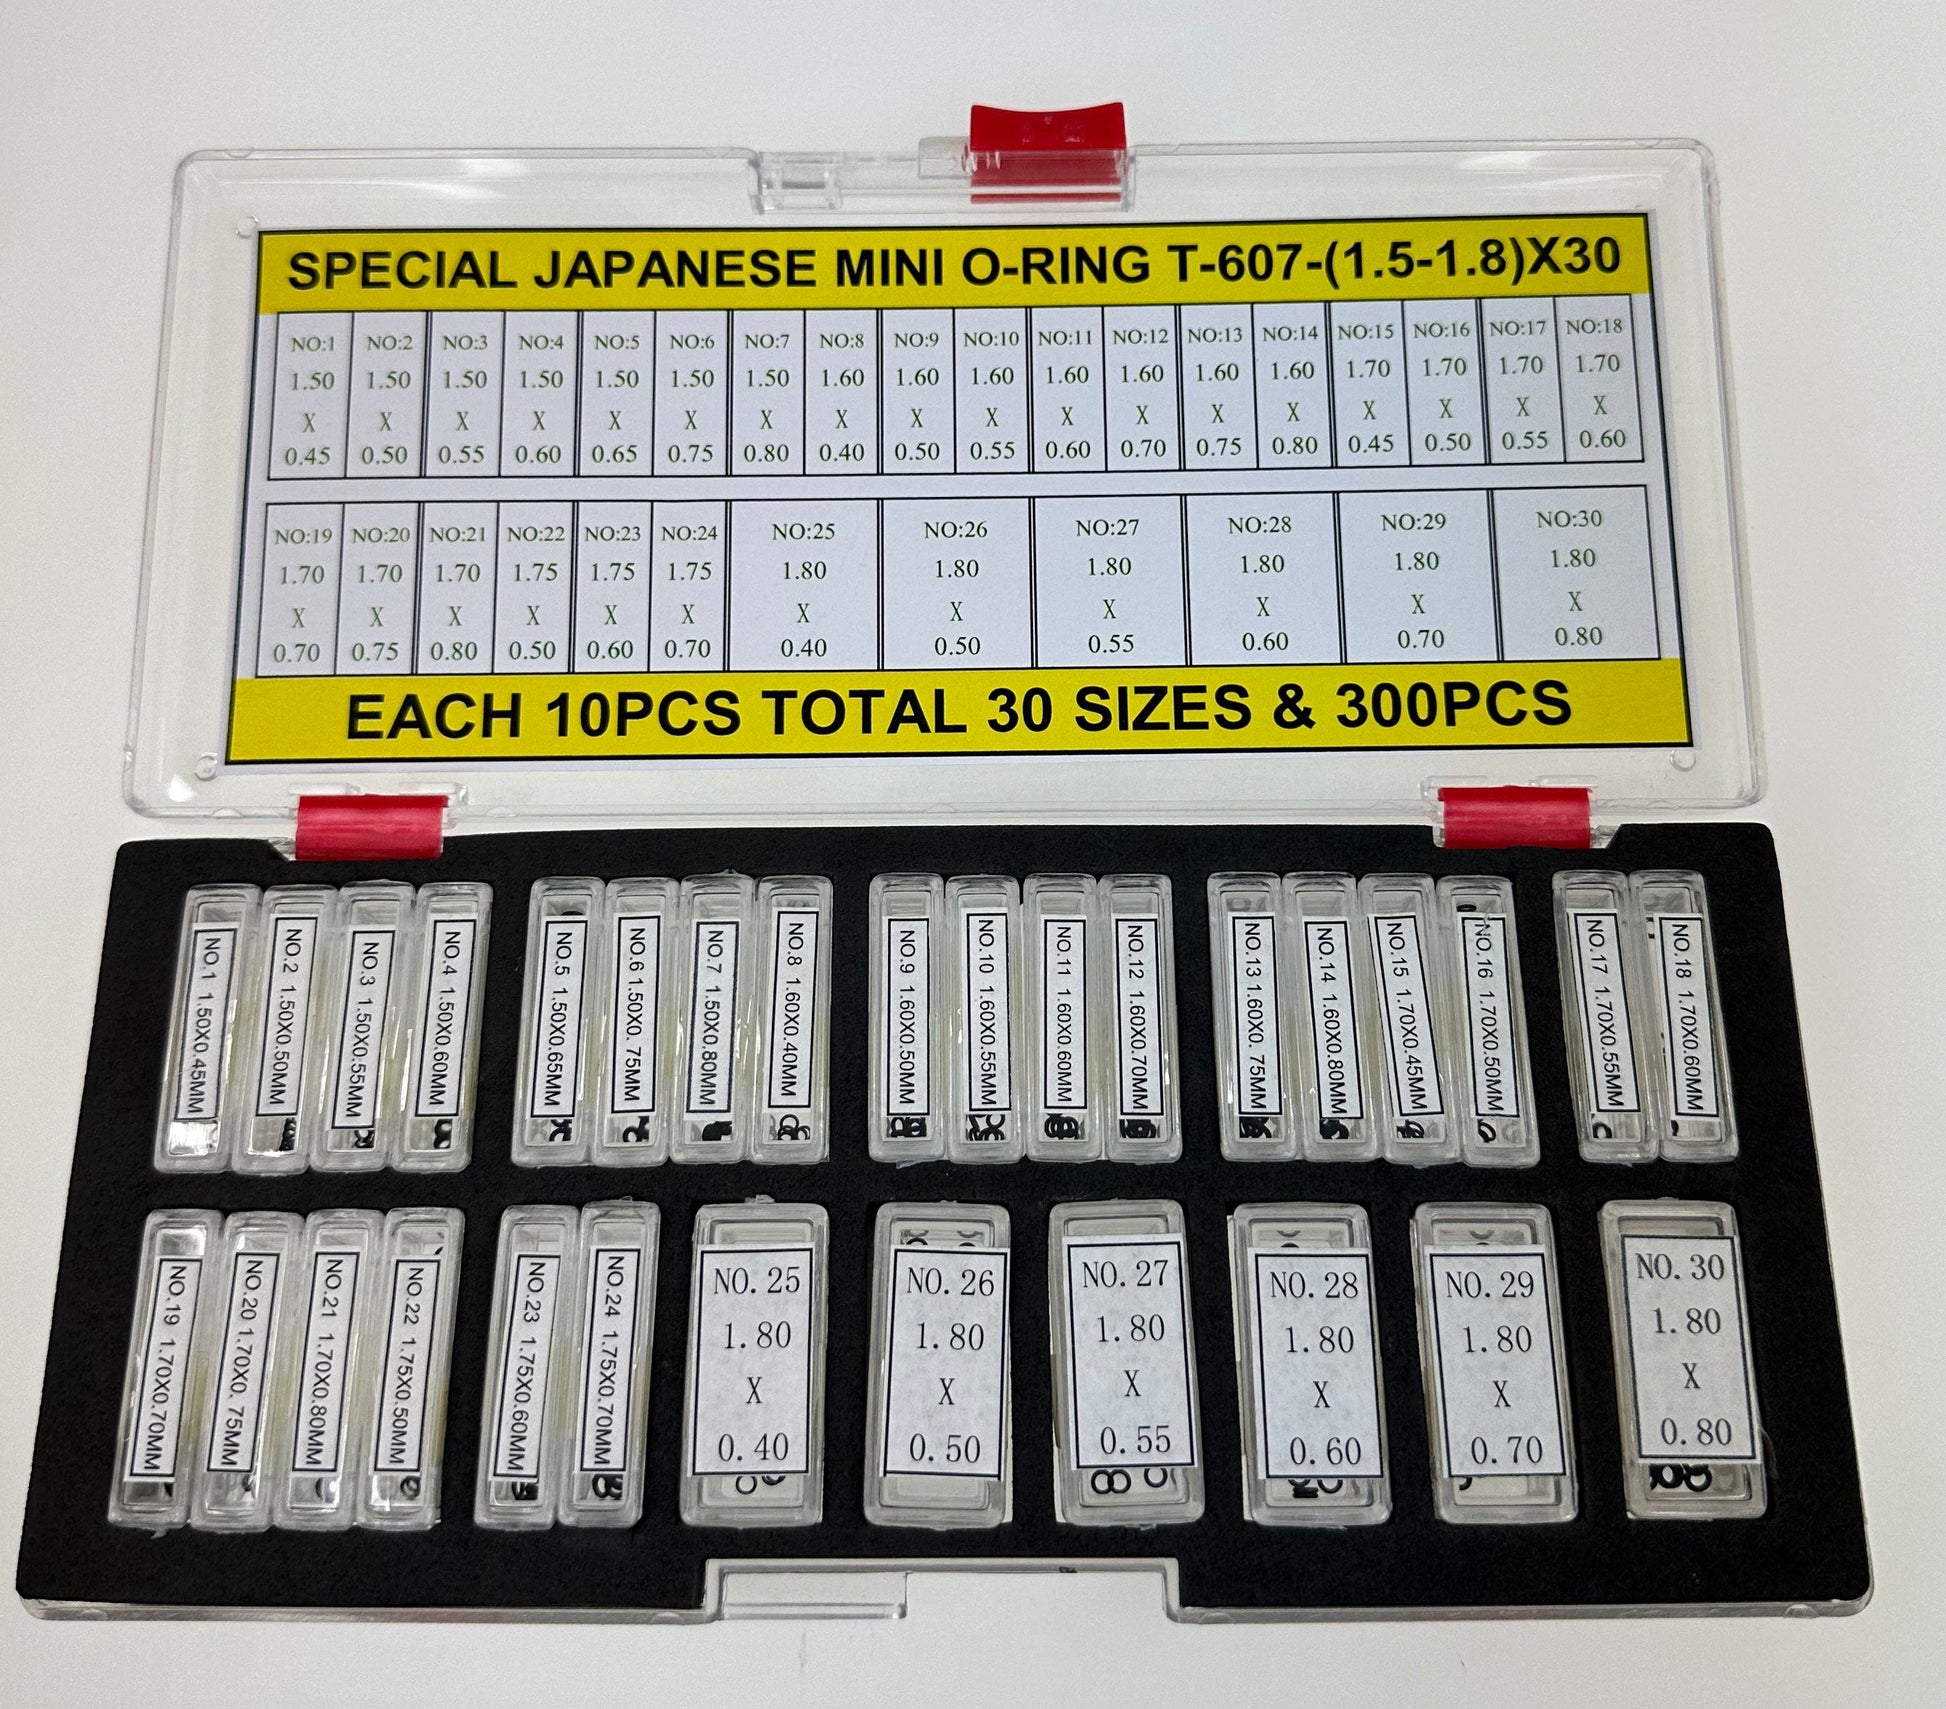 SPECIAL JAPANESE MINI O-RING T-607-(1.5-1.8)X30
NO:1 NO:2 NO:3 NO:4 NO:5 NO:6 NO:7 NO:8 NO:9 NO:10 NO:11 NO:12 NO:13 NO:14 NO:15 NO:16 NO:17 NO:18
1.50 1.50 1.50 1.50 1.50 1.50 1.50 1.60 1.60 1.60 1.60 1.60 1.60 1.60 1.70 1.70 1.70 1.70
X X X X X X X X X X X X X X X X X X
0.45 0.50 0.55 0.60 0.65 0.75 0.80 0.40 0.50 0.55 0.60 0.70 0.75 0.80 0.45 0.50 0.55 0.60
NO:19 NO:20 NO:21 NO:22 NO:23 NO:24 NO:25 NO:26 NO:27 NO:28 NO:29 NO:30
1.70 1.70 1.70 1.75 1.75 1.75 1.80 1.80 1.80 1.80 1.80 1.80
X X X X X X X X X X X X
0.70 0.75 0.80 0.50 0.60 0.70 0.40 0.50 0.55 0.60 0.70 0.80
EACH 10PCS TOTAL 30 SIZES & 300PCS
NO.1 1.50X0.45MM
NO.2 1.50X0.50MM
NO.3 1.50X0.55MM
NO.4 1.50X0.60MM
NO.5 1.50X0.65MM
NO.6 1.50X0.75MM
NO.7 1.50X0.80MM
NO.8 1.60X0.40MM
NO.9 1.60X0.50MM
NO.10 1.60X0.55MM
NO.11 1.60X0.60MM
NO.12 1.60X0.70MM
NO.13 1.60X0.75MM
NO.14 1.60X0.80MM
NO.15 1.70X0.45MM
NO.16 1.70X0.50MM
NO.17 1.70X0.55MM
NO.18 1.70X0.60MM
NO.19 1.70X0.70MM
NO.20 1.70X0.75MM
NO.21 1.70X0.80MM
NO.22 1.75X0.50MM
NO.23 1.75X0.60MM
NO.24 1.75X0.70MM
NO.25
1.80
X
0.40
NO.26
1.80
X
0.50
NO.27
1.80
X
0.55
NO.28
1.80
X
0.60
NO.29
1.80
X
0.70
NO.30
1.80
X
0.80